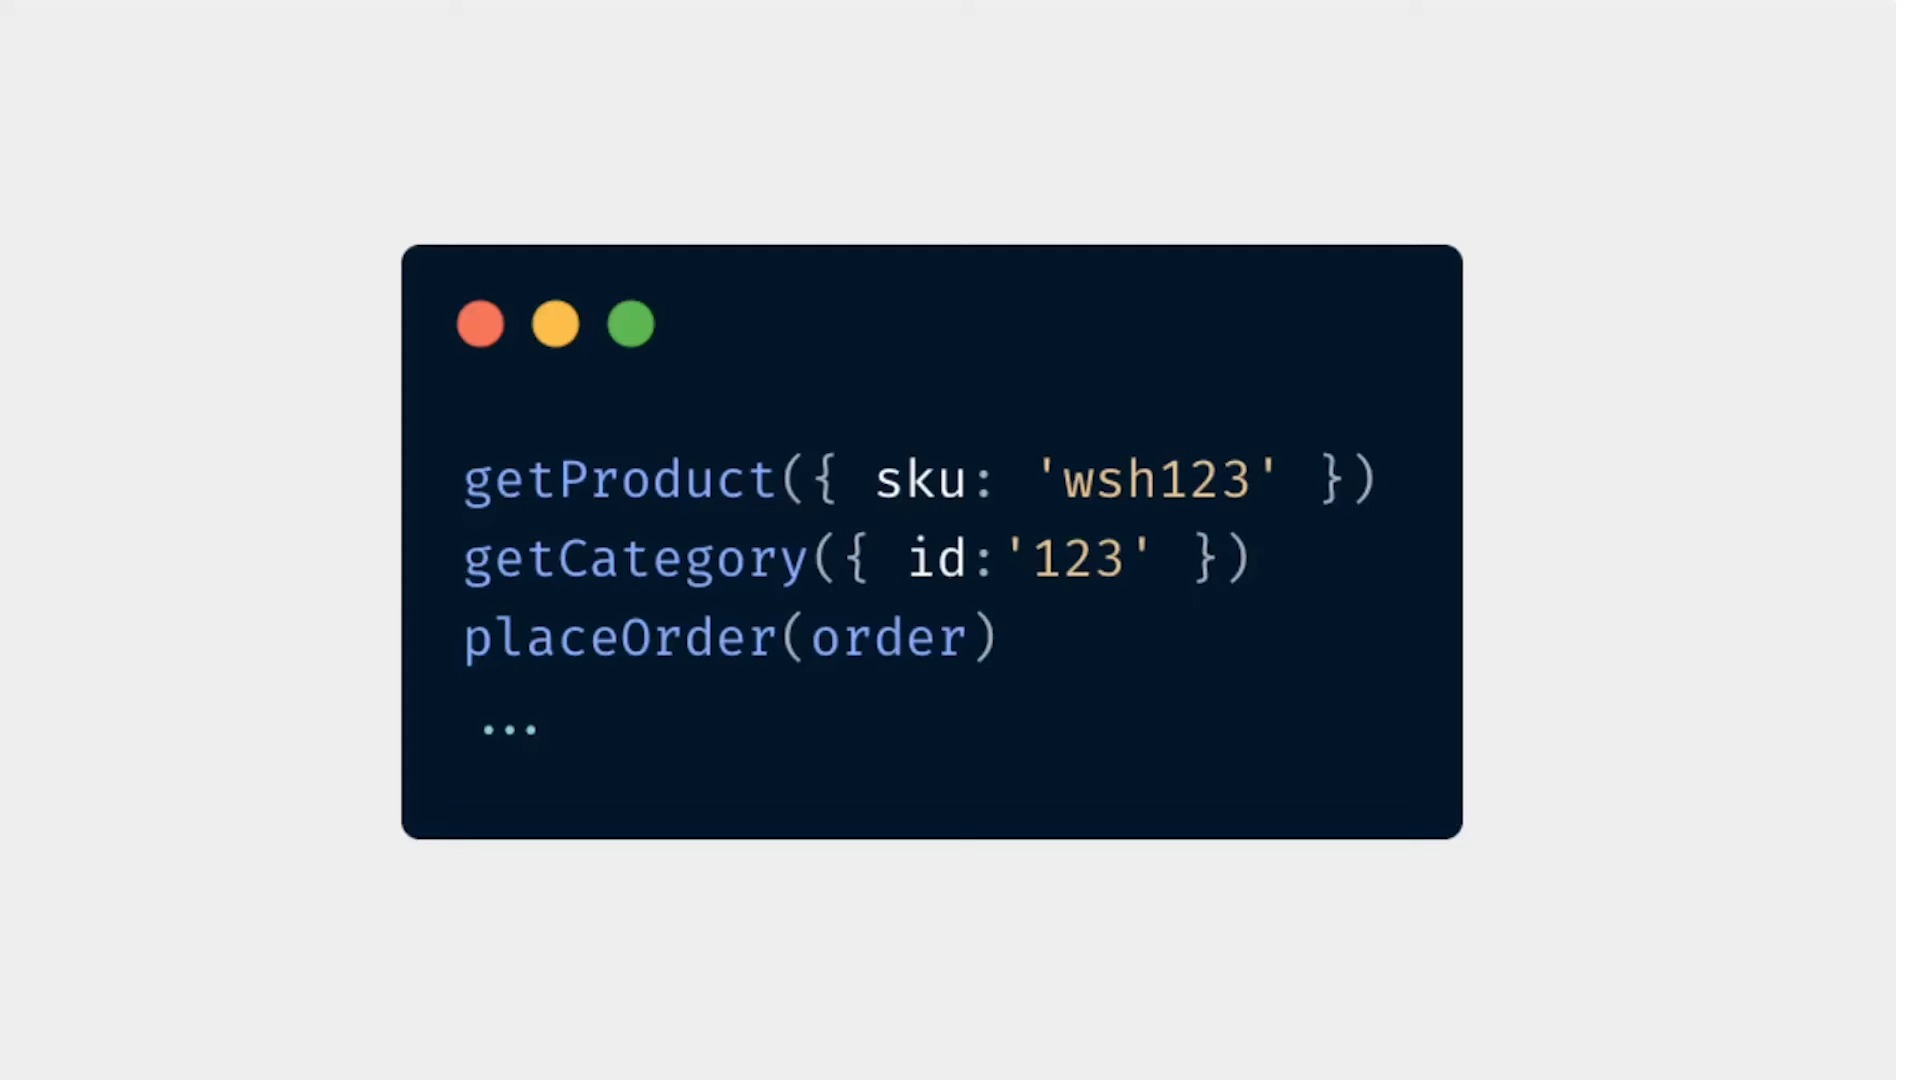 getProduct({ sku: 'wsh123' })
getCategory({ id:'123' })
placeOrder(order)
...